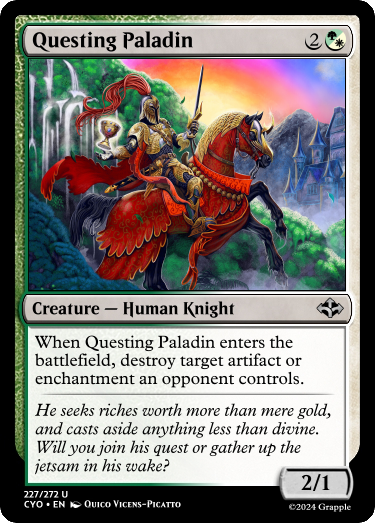 Questing Paladin 2
Creature — Human Knight
When Questing Paladin enters the
battlefield, destroy target artifact or
enchantment an opponent controls.
He seeks riches worth more than mere gold,
and casts aside anything less than divine.
Will you join his quest or gather up the
jetsam in his wake?
2/1
227/272 U
CYO • EN Quico Vicens-Picatto
©2024 Grapple